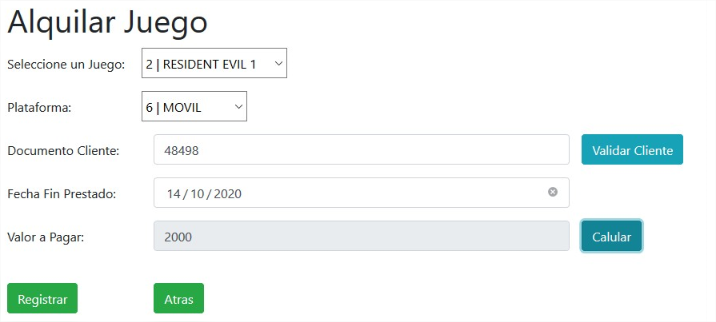 Alquilar Juego
Seleccione un Juego: 2 | RESIDENT EVIL 1
Plataforma: 6 | MOVIL
Documento Cliente: 48498 Validar Cliente
Fecha Fin Prestado: 14 / 10 / 2020
Valor a Pagar: 2000 Calular
Registrar Atras